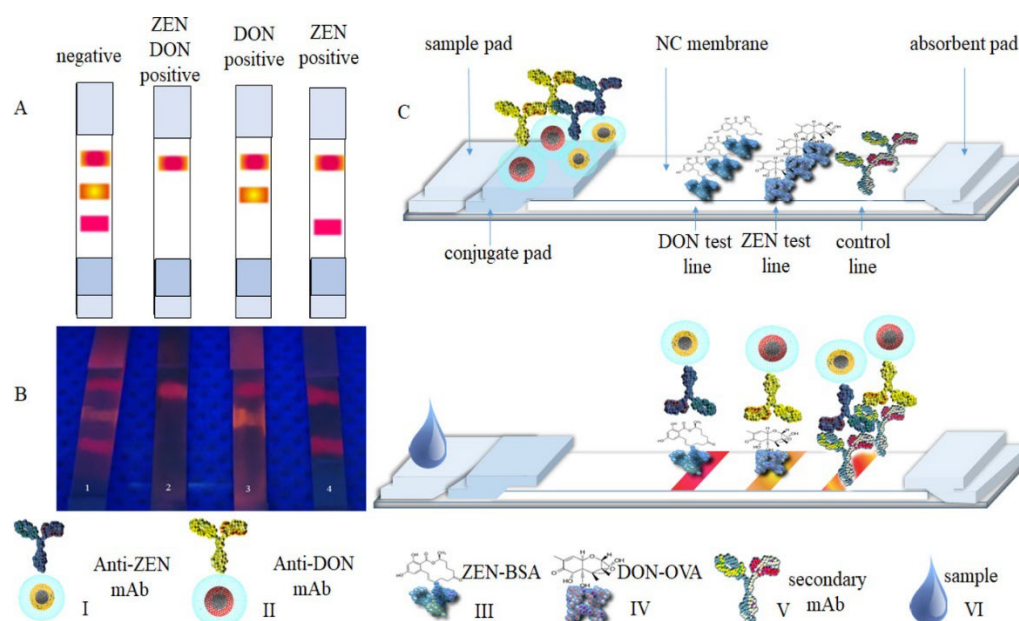 negative
ZEN
DON
positive
DON
positive
ZEN
positive
A
B
1
2
3
4
C
sample pad
NC membrane
absorbent pad
conjugate pad
DON test
line
ZEN test
line
control
line
Anti-ZEN
mAb
I
Anti-DON
mAb
II
ZEN-BSA
III
DON-OVA
IV
secondary
mAb
V
sample
VI